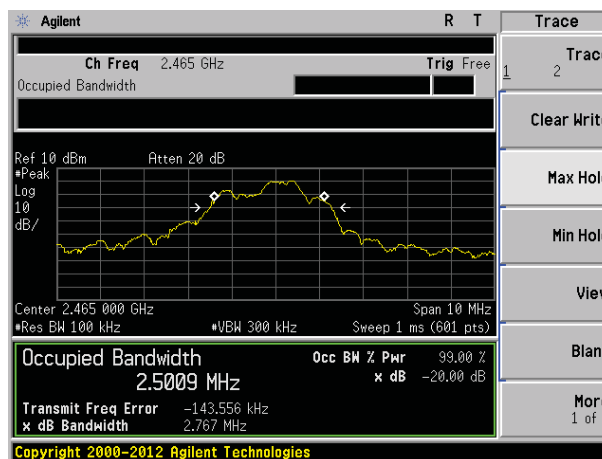 Agilent R T Trace
Ch Freq 2.465 GHz Trig Free
Occupied Bandwidth
Trac
1 2
Clear Writ
Ref 10 dBm Atten 20 dB
#Peak
Log
10
dB/
Max Hol
Min Hol
Vie
Center 2.465 000 GHz Span 10 MHz
#Res BW 100 kHz #VBW 300 kHz Sweep 1 ms (601 pts)
Occupied Bandwidth Occ BW % Pwr 99.00 %
2.5009 MHz x dB -20.00 dB
Transmit Freq Error -143.556 kHz
x dB Bandwidth 2.767 MHz
Blan
Mor
1 of
Copyright 2000-2012 Agilent Technologies